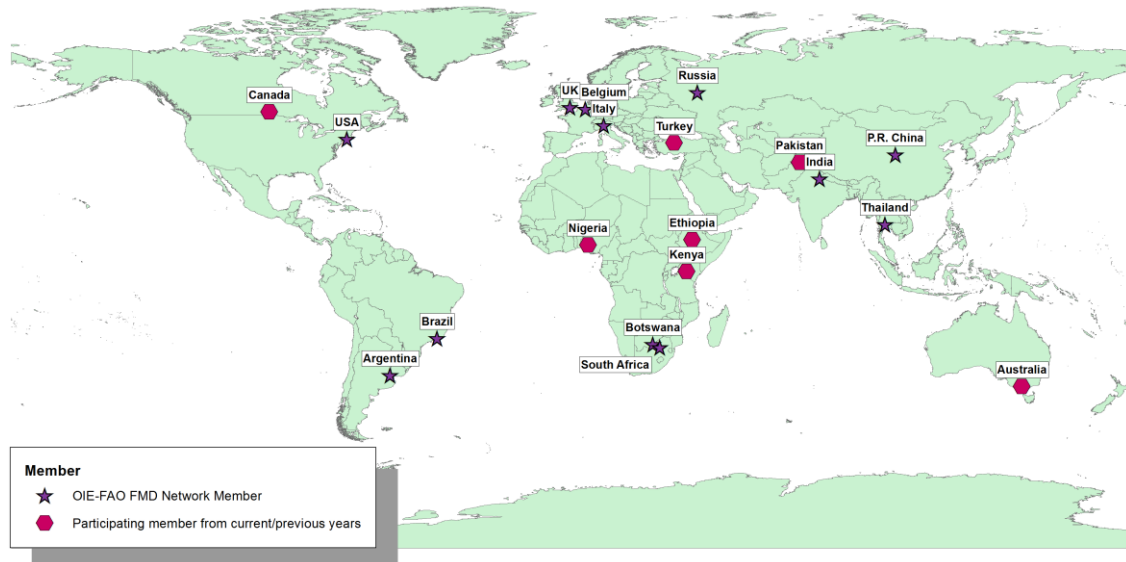 Canada
USA
UK
Belgium
Italy
Russia
Turkey
P.R. China
Pakistan
India
Thailand
Nigeria
Ethiopia
Kenya
Brazil
Argentina
Botswana
South Africa
Australia
Member
OIE-FAO FMD Network Member
Participating member from current/previous years